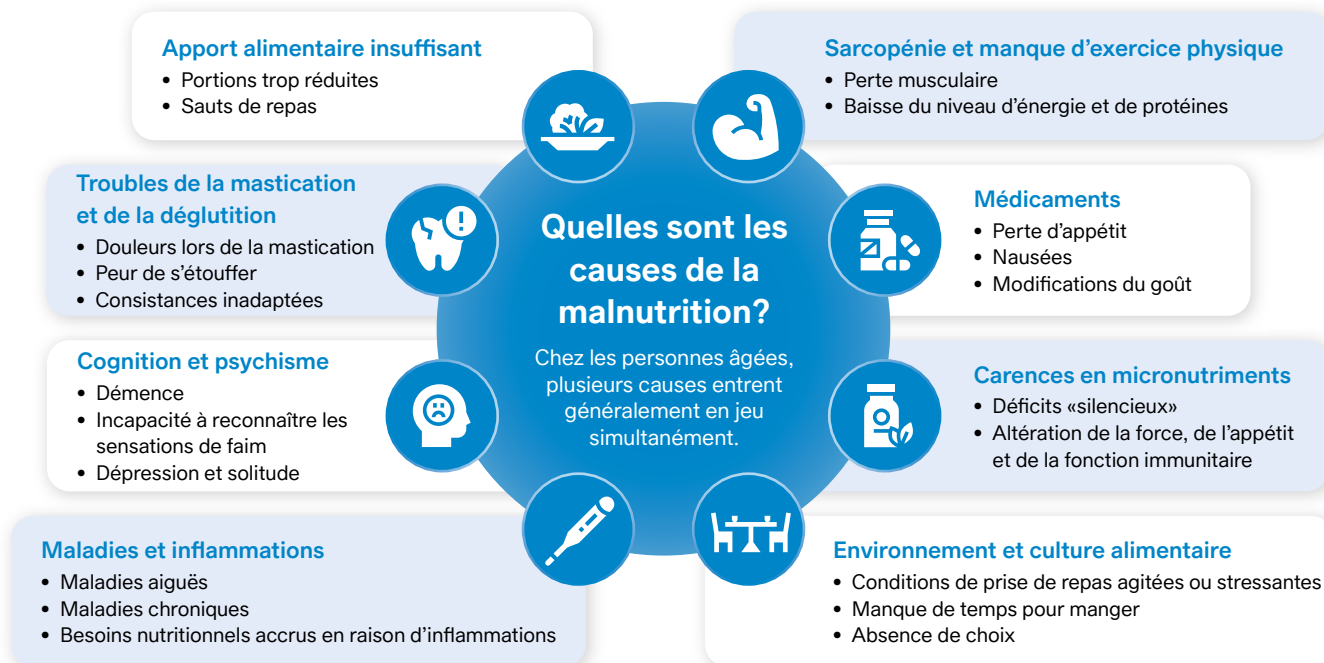 Apport alimentaire insuffisant
• Portions trop réduites
• Sauts de repas
Sarcopénie et manque d’exercice physique
• Perte musculaire
• Baisse du niveau d’énergie et de protéines
Troubles de la mastication
et de la déglutition
• Douleurs lors de la mastication
• Peur de s’étouffer
• Consistances inadaptées
Quelles sont les
causes de la
malnutrition?
Chez les personnes âgées,
plusieurs causes entrent
généralement en jeu
simultanément.
Médicaments
• Perte d’appétit
• Nausées
• Modifications du goût
Cognition et psychisme
• Démence
• Incapacité à reconnaître les
sensations de faim
• Dépression et solitude
Carences en micronutriments
• Déficits «silencieux»
• Altération de la force, de l’appétit
et de la fonction immunitaire
Maladies et inflammations
• Maladies aiguës
• Maladies chroniques
• Besoins nutritionnels accrus en raison d’inflammations
Environnement et culture alimentaire
• Conditions de prise de repas agitées ou stressantes
• Manque de temps pour manger
• Absence de choix